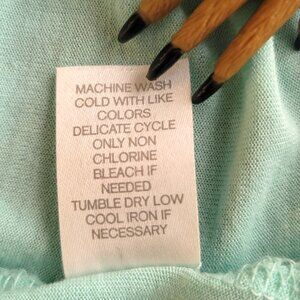 MACHINE WASH
COLD WITH LIKE
COLORS
DELICATE CYCLE
ONLY NON
CHLORINE
BLEACH IF
NEEDED
TUMBLE DRY LOW
COOL IRON IF
NECESSARY